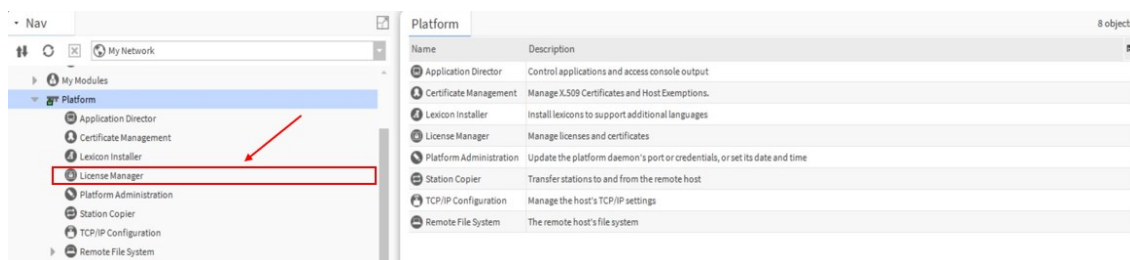 Nav
My Network
My Modules
Platform
Application Director
Certificate Management
Lexicon Installer
License Manager
Platform Administration
Station Copier
TCP/IP Configuration
Remote File System
Platform
8 object
Name Description
Application Director Control applications and access console output
Certificate Management Manage X.509 Certificates and Host Exemptions.
Lexicon Installer Install lexicons to support additional languages
License Manager Manage licenses and certificates
Platform Administration Update the platform daemon's port or credentials, or set its date and time
Station Copier Transfer stations to and from the remote host
TCP/IP Configuration Manage the host's TCP/IP settings
Remote File System The remote host's file system